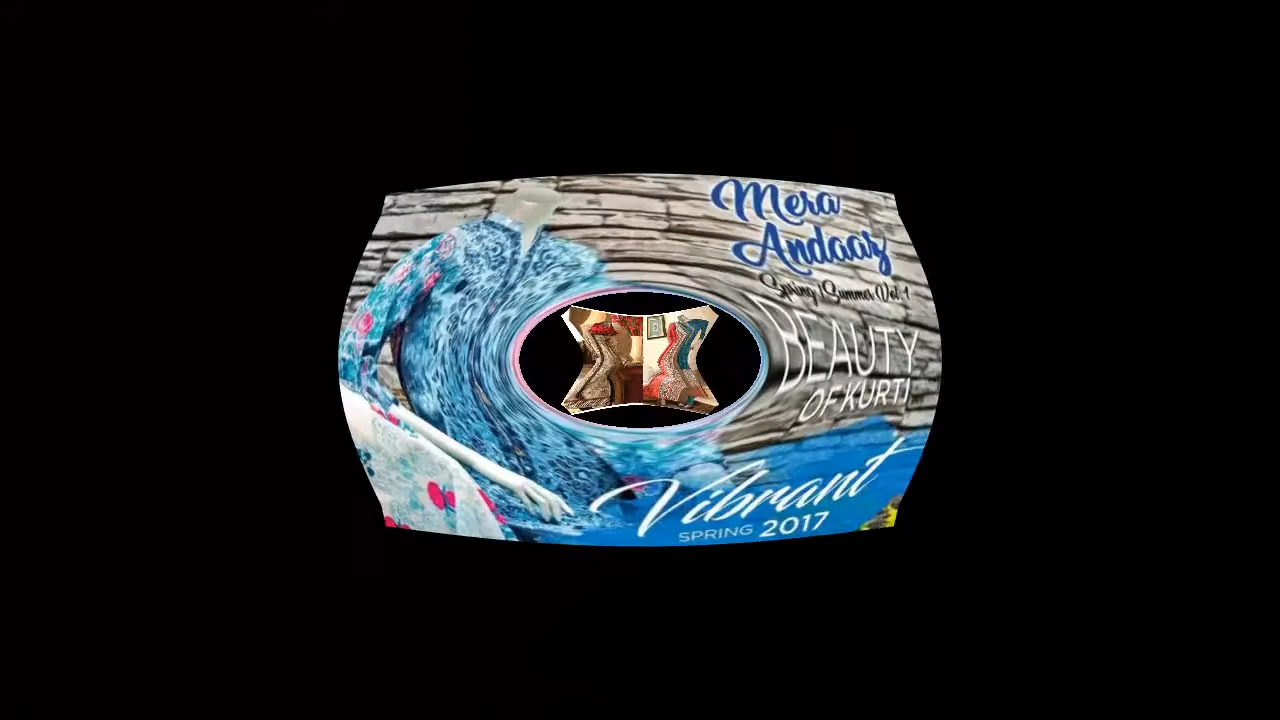 Mera
Andaaz
Spring / Summer Vol. 1
BEAUTY
OF KURTI
Vibrant
SPRING 2017